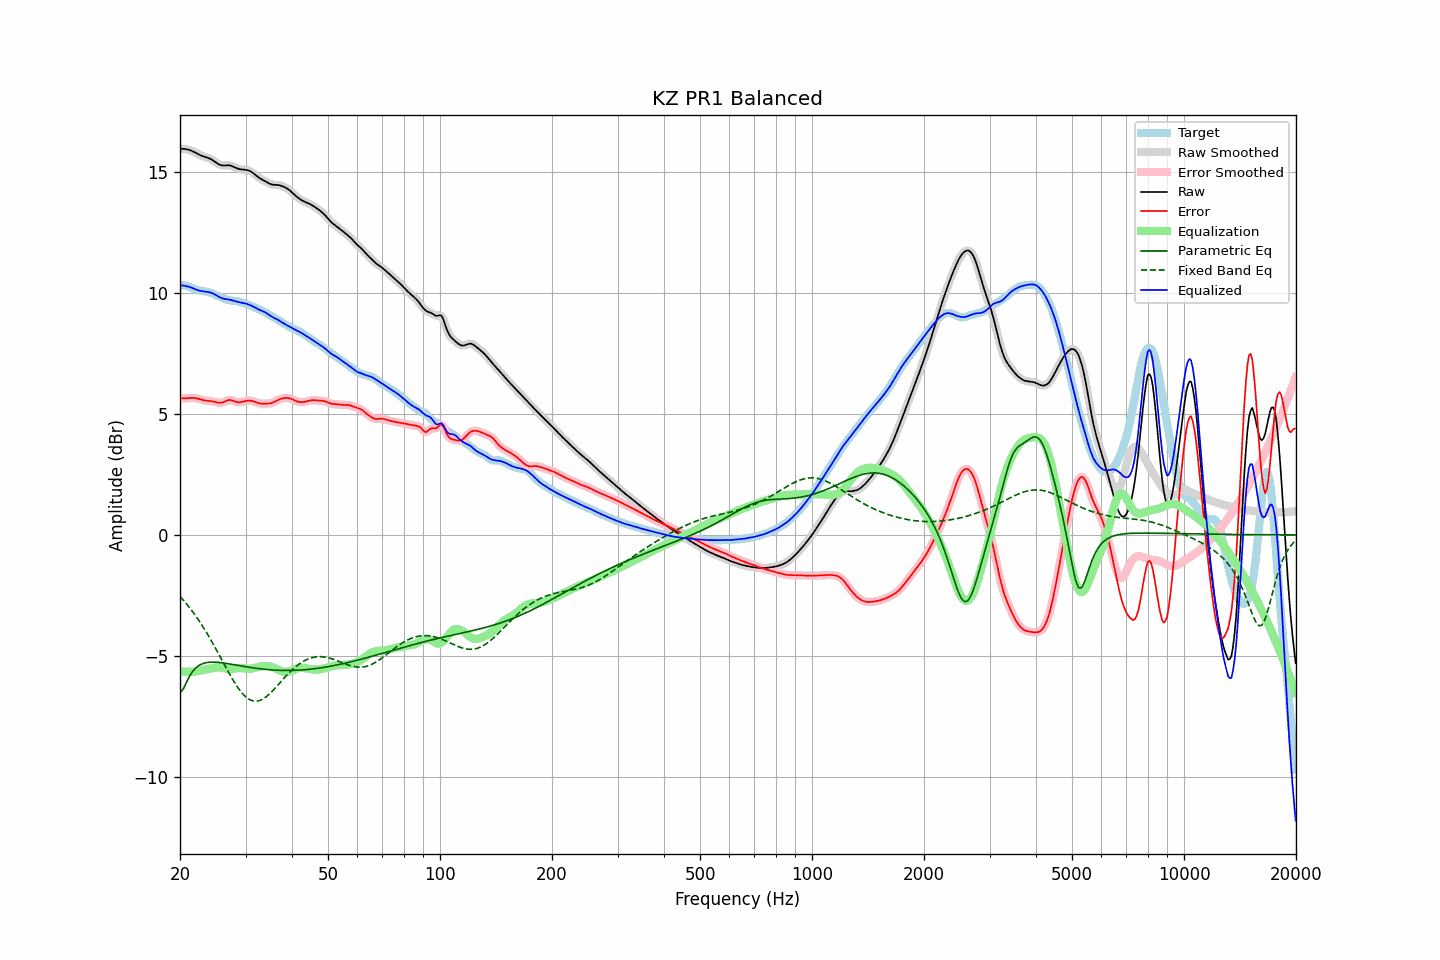 KZ PR1 Balanced
Target
Raw Smoothed
Error Smoothed
Raw
Error
Equalization
Parametric Eq
Fixed Band Eq
Equalized
15
10
5
0
−5
−10
Amplitude (dBr)
20
50
100
200
500
1000
2000
5000
10000
20000
Frequency (Hz)